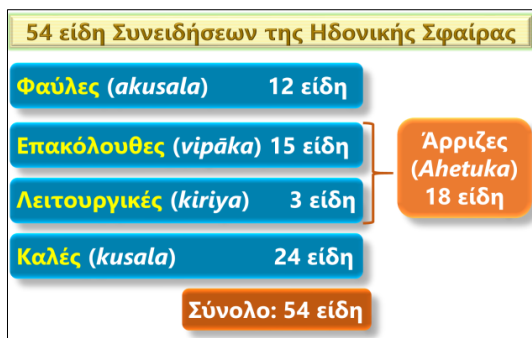 54 είδη Συνειδήσεων της Ηδονικής Σφαίρας
Φαύλες (akusala) 12 είδη
Επακόλουθες (vipāka) 15 είδη
Λειτουργικές (kiriya) 3 είδη
Άρριζες
(Ahetuka)
18 είδη
Καλές (kusala) 24 είδη
Σύνολο: 54 είδη